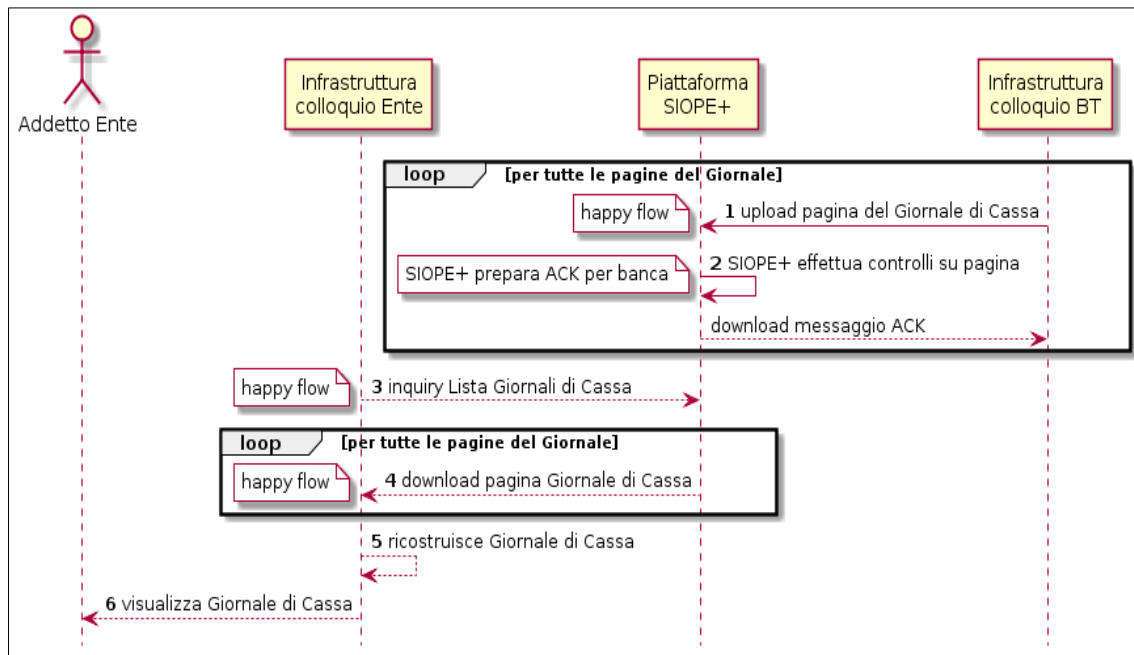 Addetto Ente
Infrastruttura
colloquio Ente
Piattaforma
SIOPE+
Infrastruttura
colloquio BT
loop [per tutte le pagine del Giornale]
happy flow
1 upload pagina del Giornale di Cassa
SIOPE+ prepara ACK per banca
2 SIOPE+ effettua controlli su pagina
download messaggio ACK
happy flow
3 inquiry Lista Giornali di Cassa
loop [per tutte le pagine del Giornale]
happy flow
4 download pagina Giornale di Cassa
5 ricostruisce Giornale di Cassa
6 visualizza Giornale di Cassa